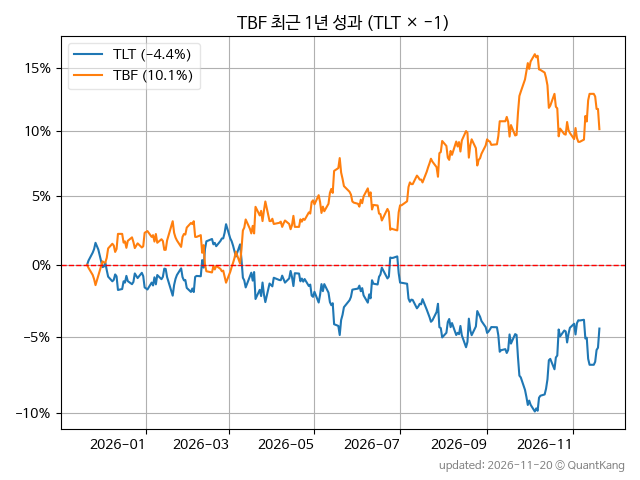 TBF 최근 1년 성과 (TLT × −1)
TLT (−4.4%)
TBF (10.1%)
15%
10%
5%
0%
−5%
−10%
2026-01 2026-03 2026-05 2026-07 2026-09 2026-11
updated: 2026-11-20 © QuantKang